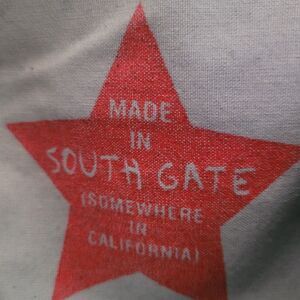 MADE
IN
SOUTH GATE
(SOMEWHERE
IN
CALIFORNIA)